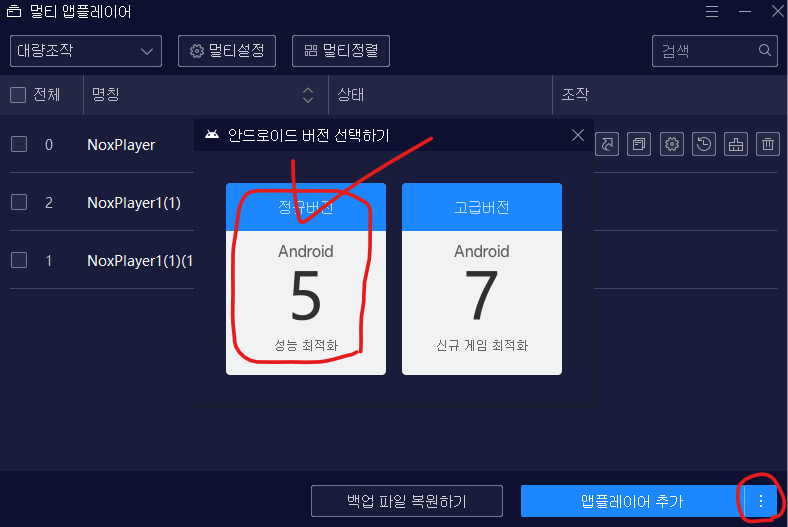 멀티 앱플레이어
대량조작 멀티설정 멀티정렬 검색
전체 명칭 상태 조작
안드로이드 버전 선택하기
0 NoxPlayer
2 NoxPlayer1(1)
1 NoxPlayer1(1)(1
정규버전 고급버전
Android Android
5 7
성능 최적화 신규 게임 최적화
백업 파일 복원하기 앱플레이어 추가